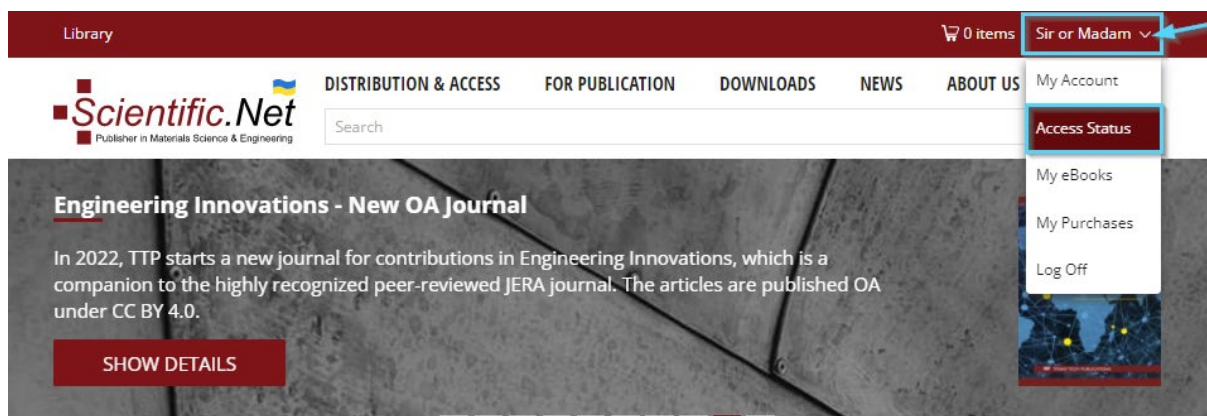 Library
0 items
Sir or Madam
Scientific.Net
Publisher in Materials Science & Engineering
DISTRIBUTION & ACCESS
FOR PUBLICATION
DOWNLOADS
NEWS
ABOUT US
Search
My Account
Access Status
My eBooks
My Purchases
Log Off
Engineering Innovations - New OA Journal
In 2022, TTP starts a new journal for contributions in Engineering Innovations, which is a
companion to the highly recognized peer-reviewed JERA journal. The articles are published OA
under CC BY 4.0.
SHOW DETAILS